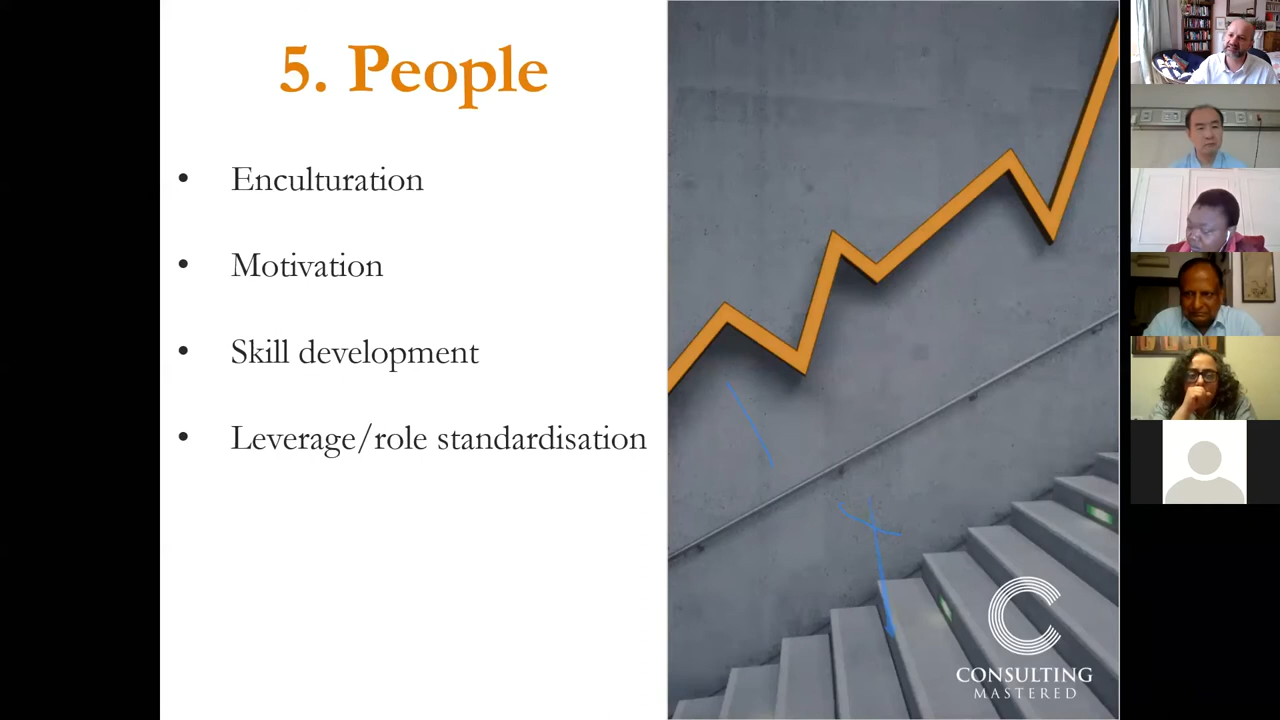 5. People
• Enculturation
• Motivation
• Skill development
• Leverage/role standardisation
CONSULTING
MASTERED